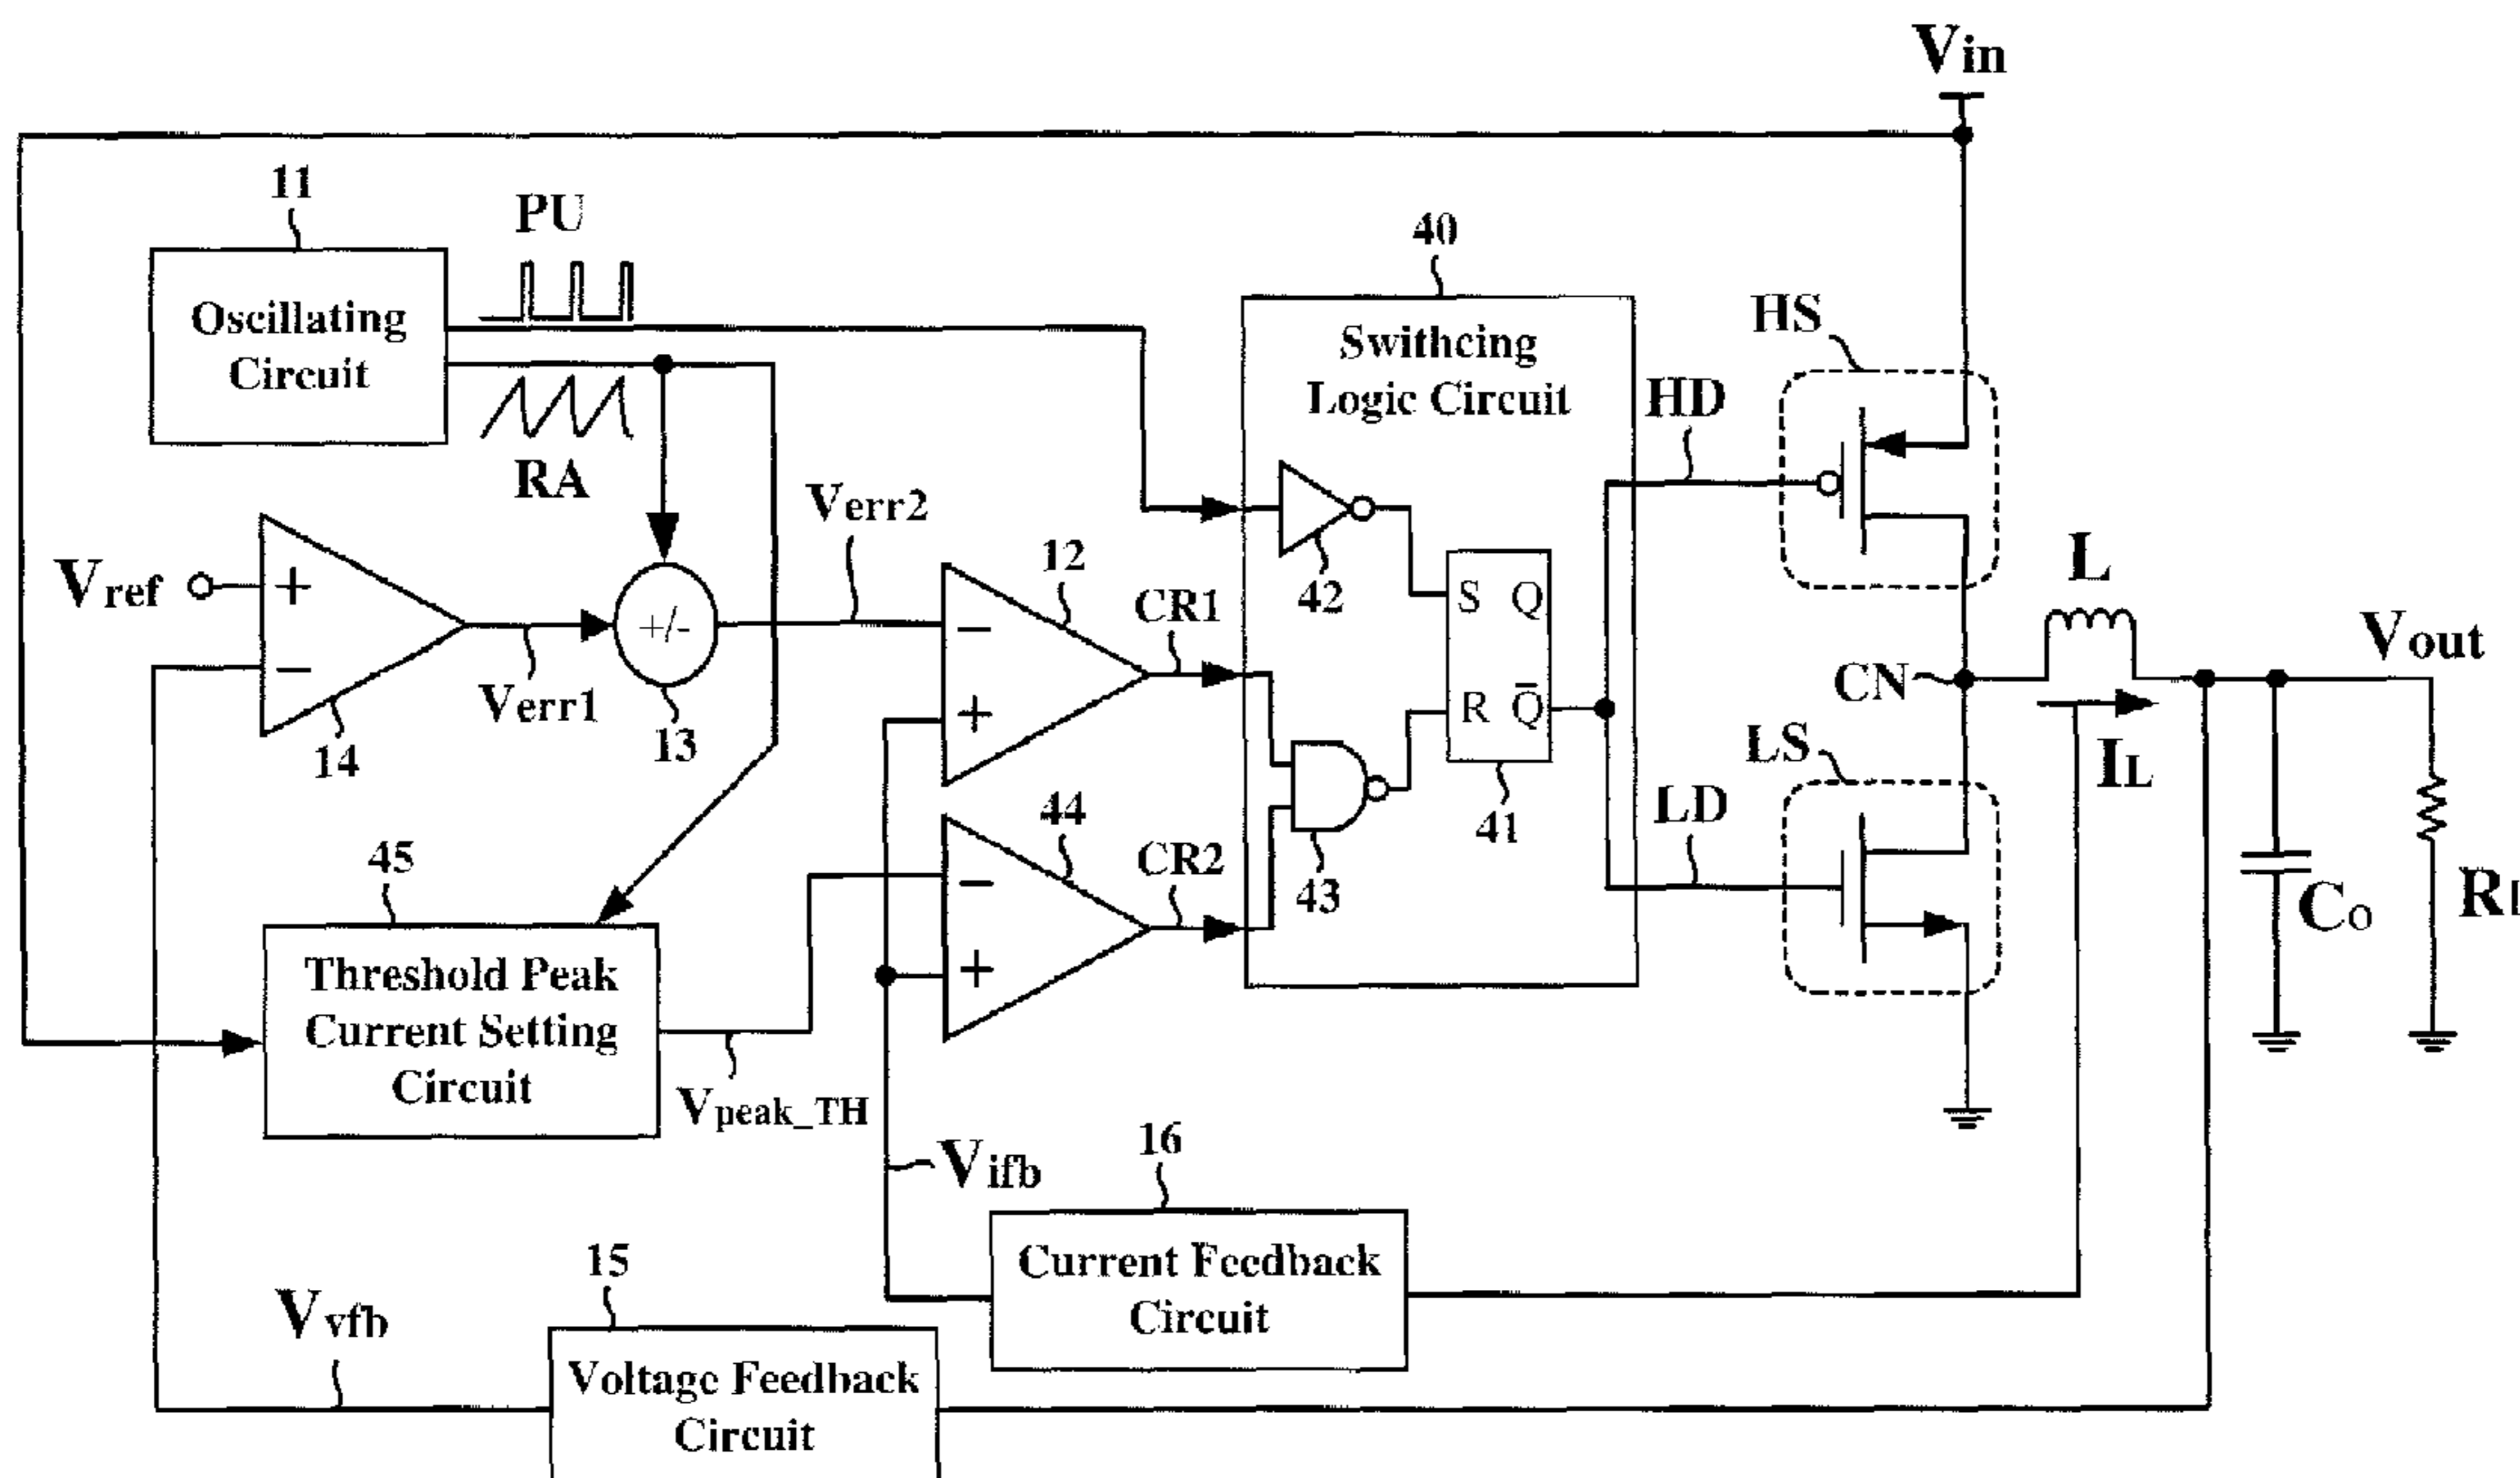 Vin
11
PU
40
Oscillating
Circuit
Swithcing
Logic Circuit
HS
HD
RA
Verr2
Vref
+
−
+/-
12
CR1
42
S Q
R Q̄
L
Vout
CN
IL
Verr1
13
14
−
+
44
CR2
43
41
LS
LD
45
−
+
Co
Threshold Peak
Current Setting
Circuit
Vpeak_TH
16
Vifb
Current Feedback
Circuit
15
Vvfb
Voltage Feedback
Circuit